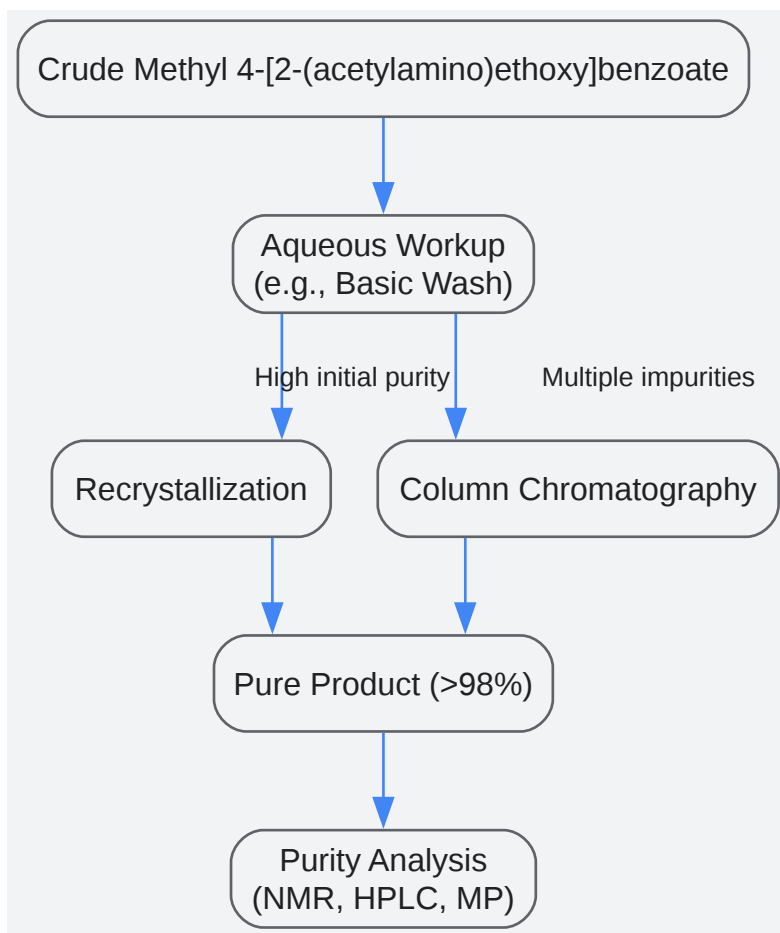 Crude Methyl 4-[2-(acetylamino)ethoxy]benzoate
Aqueous Workup
(e.g., Basic Wash)
High initial purity
Multiple impurities
Recrystallization
Column Chromatography
Pure Product (>98%)
Purity Analysis
(NMR, HPLC, MP)